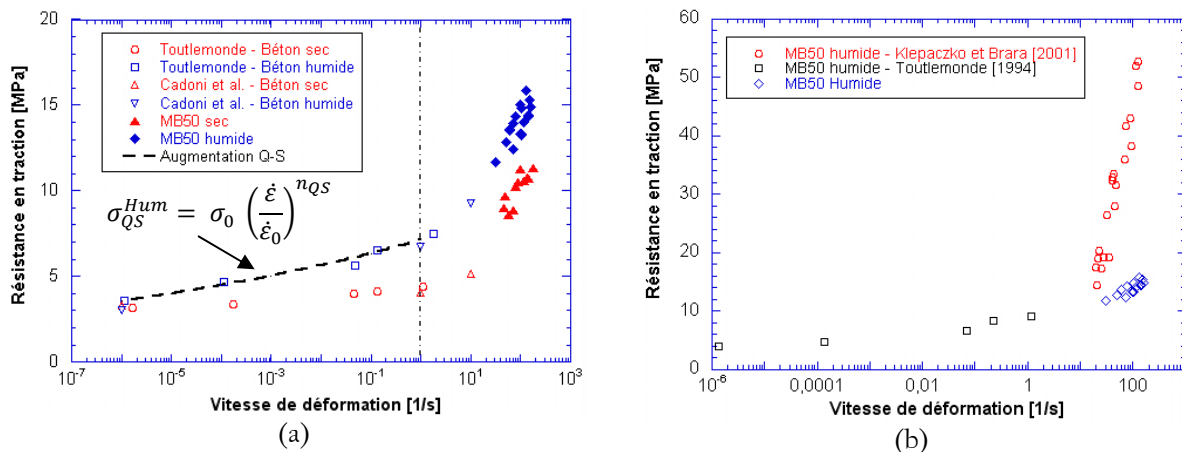 (a)
Résistance en traction [MPa]
20
15
10
5
0
Toutlemonde - Béton sec
Toutlemonde - Béton humide
Cadoni et al. - Béton sec
Cadoni et al. - Béton humide
MB50 sec
MB50 humide
Augmentation Q-S
σ_{QS}^{Hum} = σ_0 (ε̇/ε̇_0)^{n_{QS}}
10^{-7} 10^{-5} 10^{-3} 10^{-1} 10^{1} 10^{3}
Vitesse de déformation [1/s]
(a)
(b)
Résistance en traction [MPa]
60
50
40
30
20
10
0
MB50 humide - Klepaczko et Brara [2001]
MB50 humide - Toutlemonde [1994]
MB50 Humide
10^{-6} 0,0001 0,01 1 100
Vitesse de déformation [1/s]
(b)